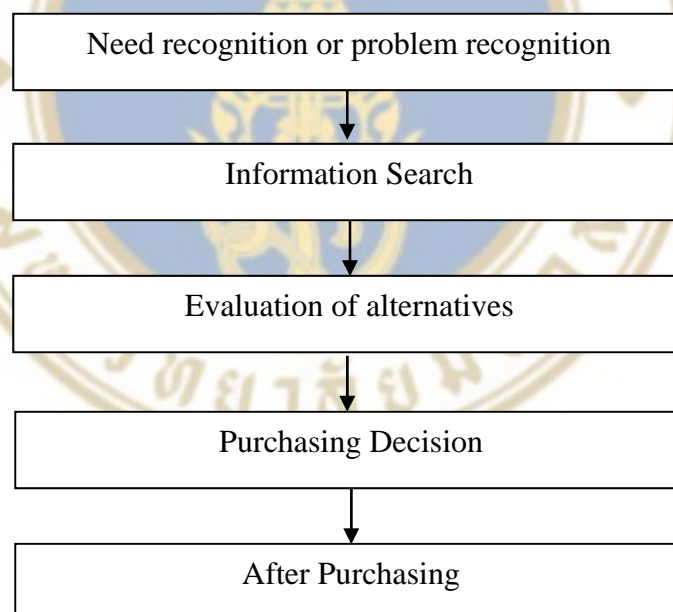 Need recognition or problem recognition
Information Search
Evaluation of alternatives
Purchasing Decision
After Purchasing